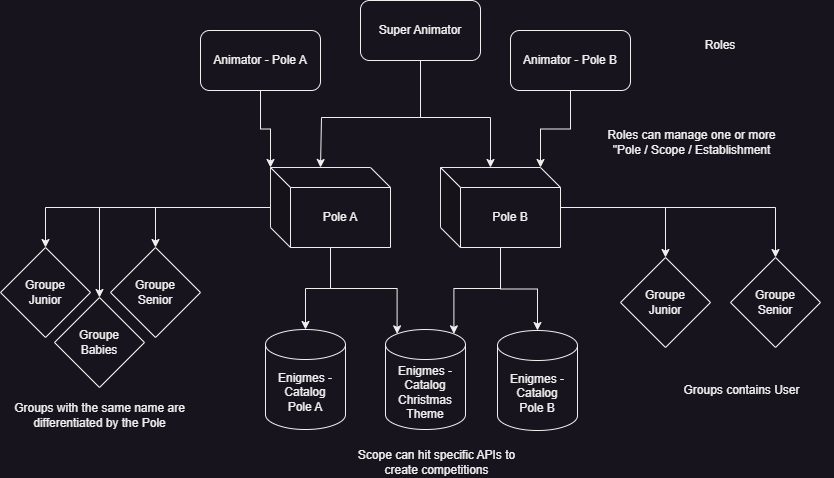 Super Animator
Animator - Pole A
Animator - Pole B
Roles
Roles can manage one or more
"Pole / Scope / Establishment
Pole A
Pole B
Groupe
Junior
Groupe
Senior
Groupe
Babies
Groupe
Junior
Groupe
Senior
Enigmes -
Catalog
Pole A
Enigmes -
Catalog
Christmas
Theme
Enigmes -
Catalog
Pole B
Groups contains User
Groups with the same name are
differentiated by the Pole
Scope can hit specific APIs to
create competitions